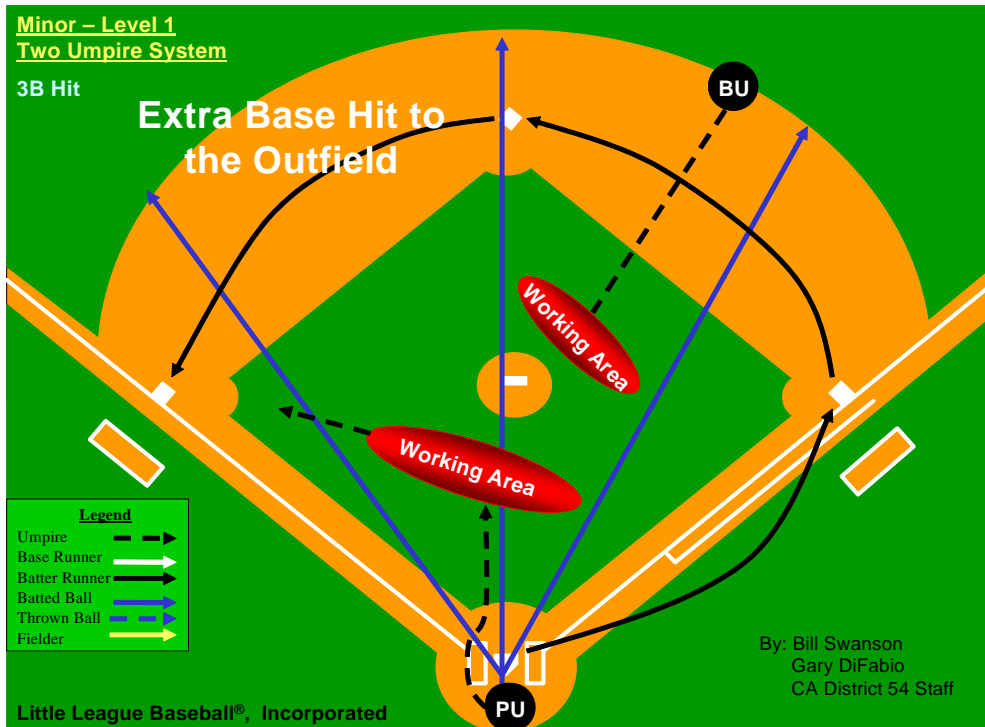 Minor – Level 1
Two Umpire System
3B Hit
Extra Base Hit to
the Outfield
BU
Working Area
Working Area
Legend
Umpire
Base Runner
Batter Runner
Batted Ball
Thrown Ball
Fielder
PU
By: Bill Swanson
Gary DiFabio
CA District 54 Staff
Little League Baseball®, Incorporated